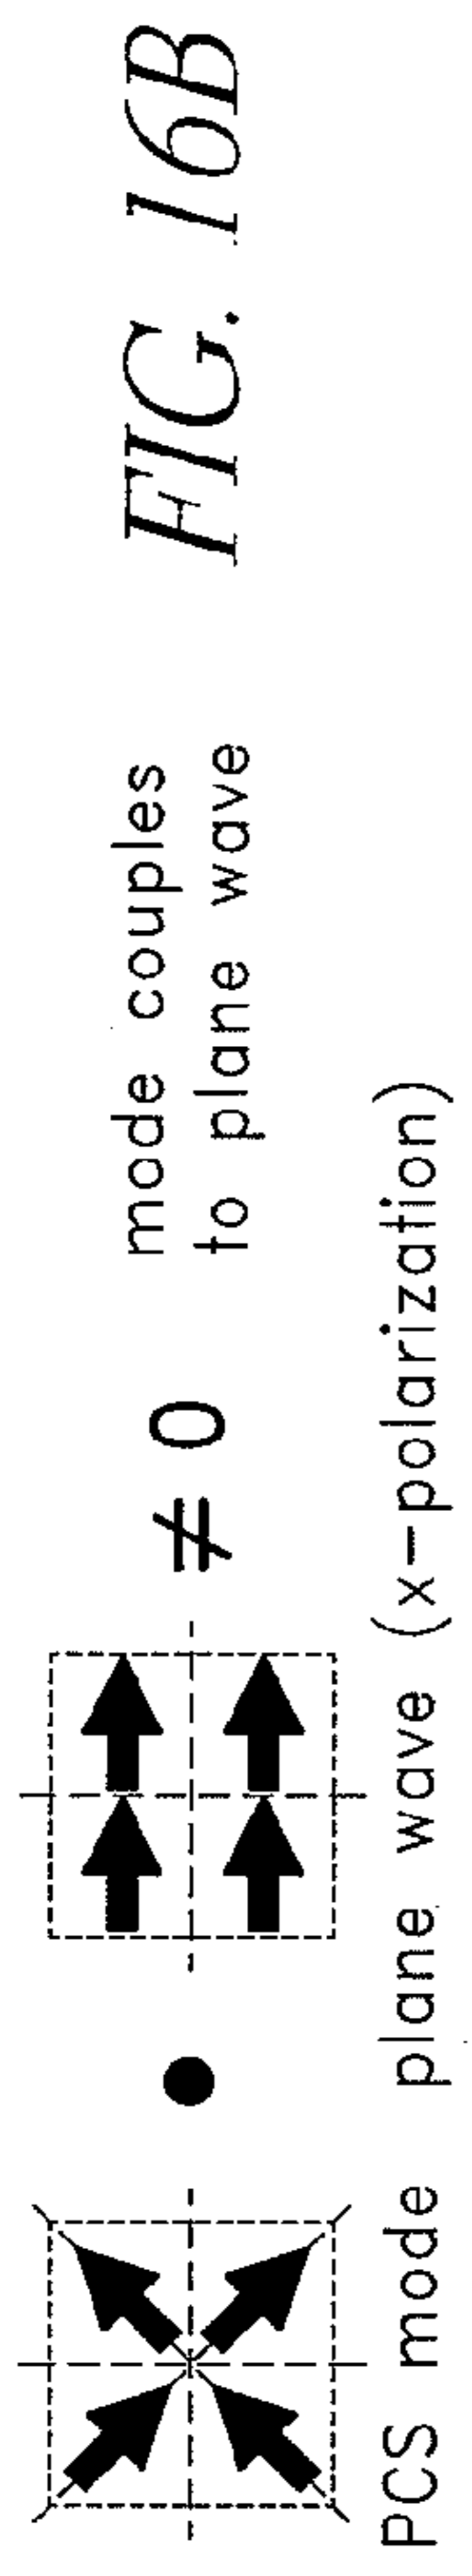 ≠ 0
mode couples
to plane wave
PCS mode plane wave (x-polarization)
FIG. 16B